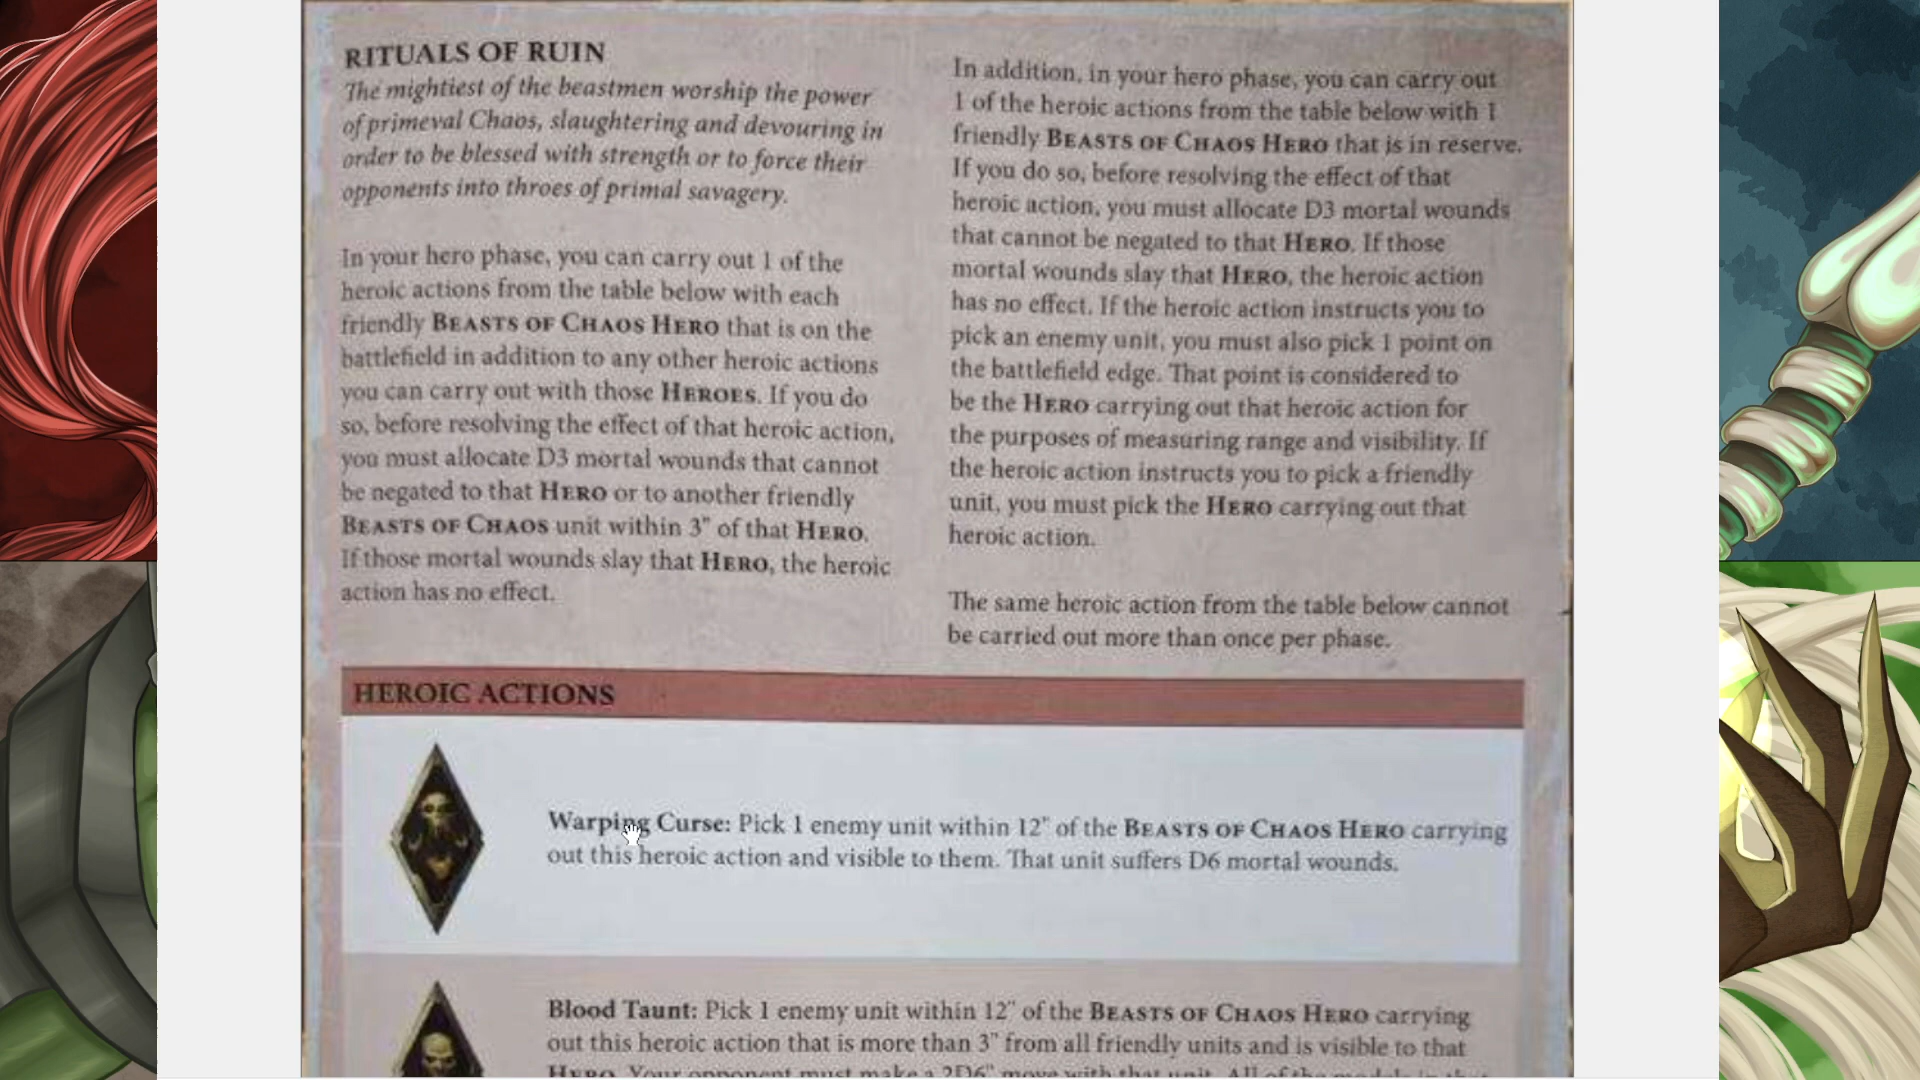 RITUALS OF RUIN
The mightiest of the beastmen worship the power
of primeval Chaos, slaughtering and devouring in
order to be blessed with strength or to force their
opponents into throes of primal savagery.
In your hero phase, you can carry out 1 of the
heroic actions from the table below with each
friendly BEASTS OF CHAOS HERO that is on the
battlefield in addition to any other heroic actions
you can carry out with those HEROES. If you do
so, before resolving the effect of that heroic action,
you must allocate D3 mortal wounds that cannot
be negated to that HERO or to another friendly
BEASTS OF CHAOS unit within 3" of that HERO.
If those mortal wounds slay that HERO, the heroic
action has no effect.
In addition, in your hero phase, you can carry out
1 of the heroic actions from the table below with 1
friendly BEASTS OF CHAOS HERO that is in reserve.
If you do so, before resolving the effect of that
heroic action, you must allocate D3 mortal wounds
that cannot be negated to that HERO. If those
mortal wounds slay that HERO, the heroic action
has no effect. If the heroic action instructs you to
pick an enemy unit, you must also pick 1 point on
the battlefield edge. That point is considered to
be the HERO carrying out that heroic action for
the purposes of measuring range and visibility. If
the heroic action instructs you to pick a friendly
unit, you must pick the HERO carrying out that
heroic action.
The same heroic action from the table below cannot
be carried out more than once per phase.
HEROIC ACTIONS
Warping Curse: Pick 1 enemy unit within 12" of the BEASTS OF CHAOS HERO carrying
out this heroic action and visible to them. That unit suffers D6 mortal wounds.
Blood Taunt: Pick 1 enemy unit within 12" of the BEASTS OF CHAOS HERO carrying
out this heroic action that is more than 3" from all friendly units and is visible to that
HERO. Your opponent must make a 2D6" move with that unit. All of the models in that